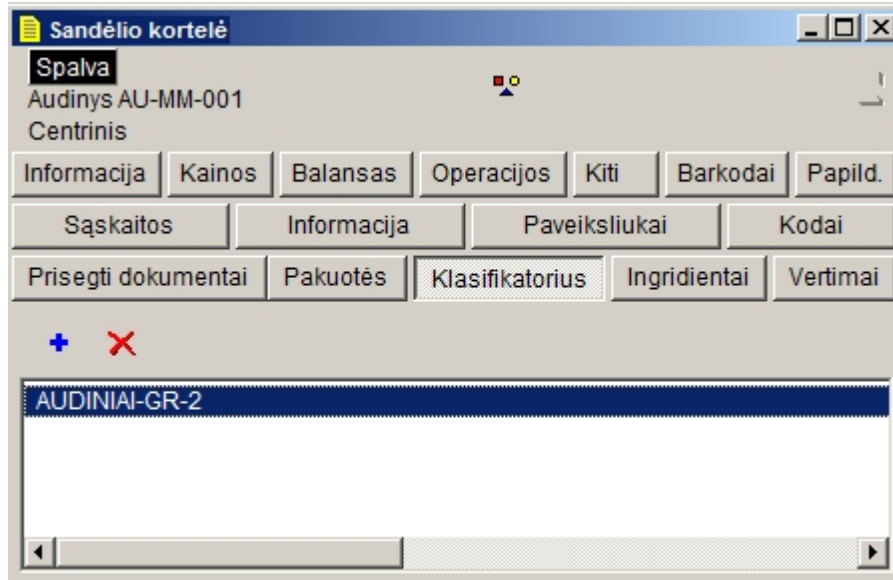 Sandėlio kortelė
Spalva
Audinys AU-MM-001
Centrinis
Informacija Kainos Balansas Operacijos Kiti Barkodai Papild.
Sąskaitos Informacija Paveiksliukai Kodai
Prisegti dokumentai Pakuotės Klasifikatorius Ingridientai Vertimai
AUDINIAI-GR-2